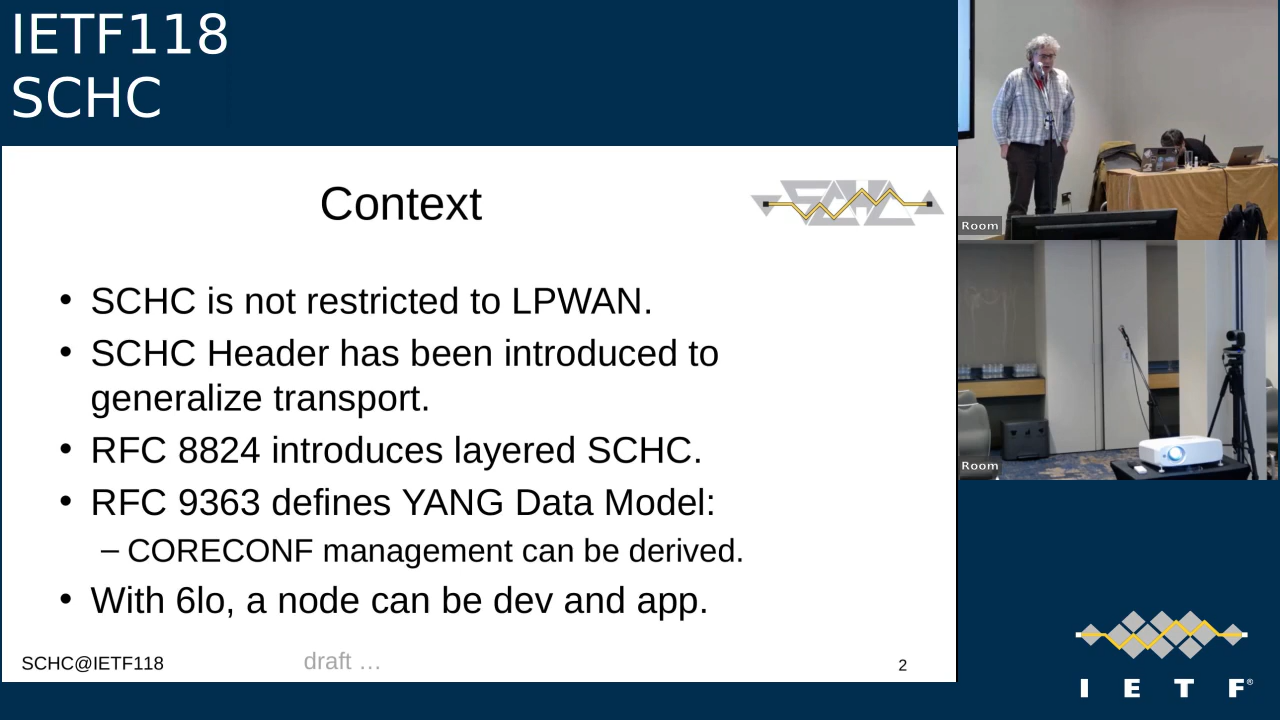 IETF118
SCHC
Context
SCHC
• SCHC is not restricted to LPWAN.
• SCHC Header has been introduced to
generalize transport.
• RFC 8824 introduces layered SCHC.
• RFC 9363 defines YANG Data Model:
– CORECONF management can be derived.
• With 6lo, a node can be dev and app.
SCHC@IETF118
draft …
2
Room
Room
I E T F®